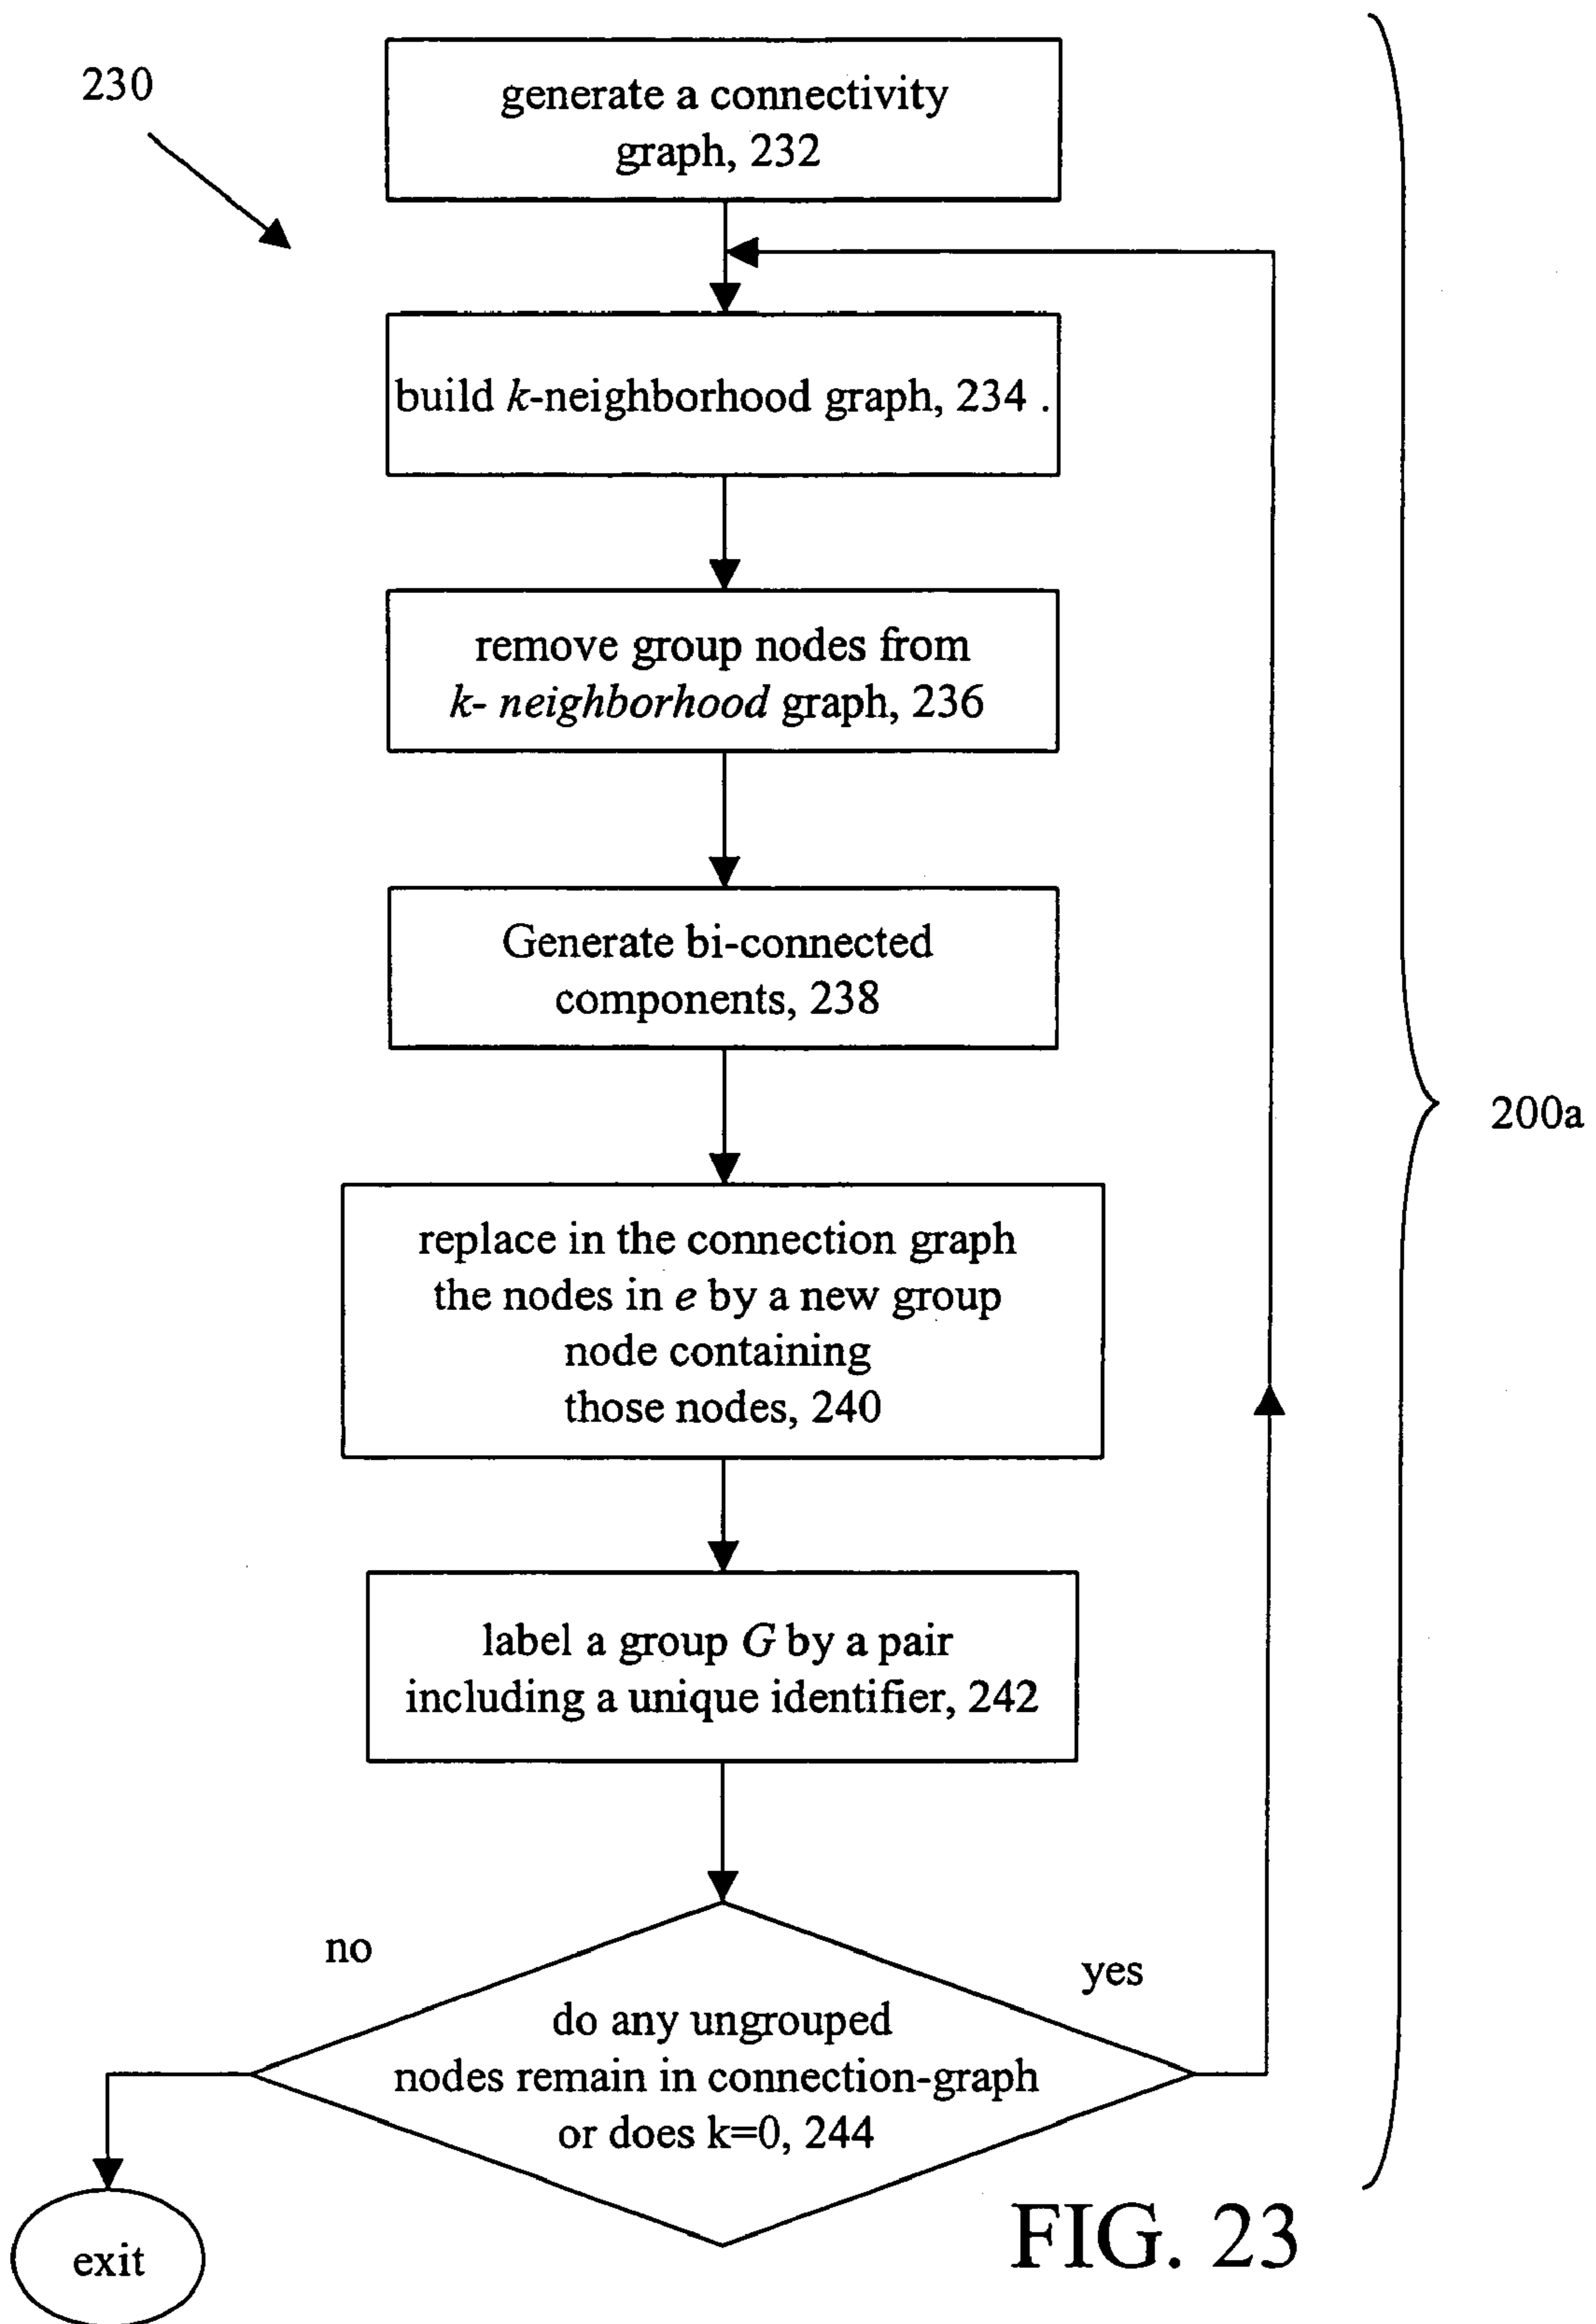 230
generate a connectivity
graph, 232
build k-neighborhood graph, 234 .
remove group nodes from
k- neighborhood graph, 236
Generate bi-connected
components, 238
200a
replace in the connection graph
the nodes in e by a new group
node containing
those nodes, 240
label a group G by a pair
including a unique identifier, 242
no
yes
do any ungrouped
nodes remain in connection-graph
or does k=0, 244
exit
FIG. 23